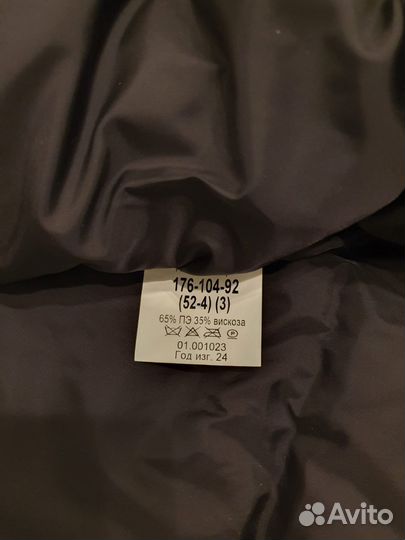 176-104-92
(52-4) (3)
65% ПЭ 35% вискоза
01.001023
Год изг. 24
Avito